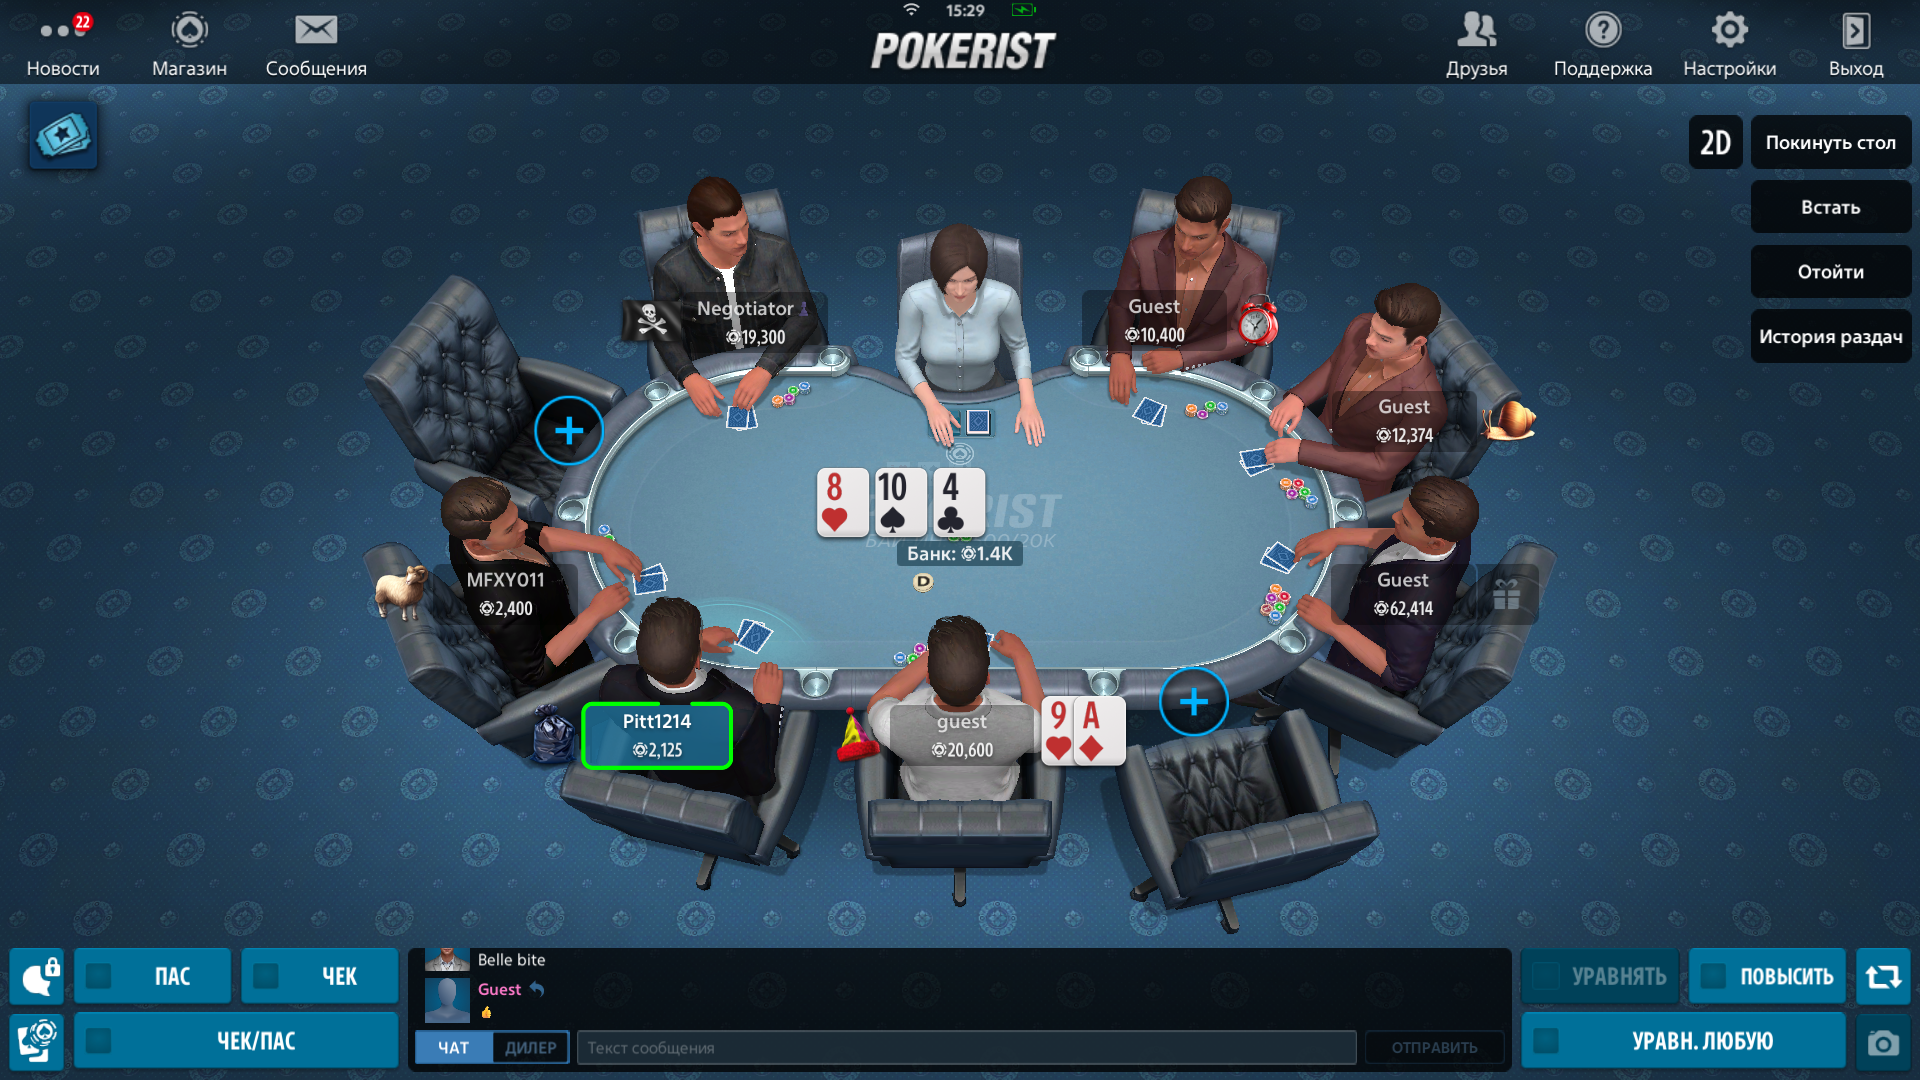 22
Новости
Магазин
Сообщения
15:29
POKERIST
Друзья
Поддержка
Настройки
Выход
2D
Покинуть стол
Встать
Отойти
История раздач
Negotiator
19,300
Guest
10,400
Guest
12,374
8
10
4
Банк: 1.4K
D
MFXYO11
2,400
Guest
62,414
Pitt1214
2,125
guest
20,600
9 A
ПАС
ЧЕК
ЧЕК/ПАС
Belle bite
Guest
ЧАТ
ДИЛЕР
Текст сообщения
ОТПРАВИТЬ
УРАВНЯТЬ
ПОВЫСИТЬ
УРАВН. ЛЮБУЮ